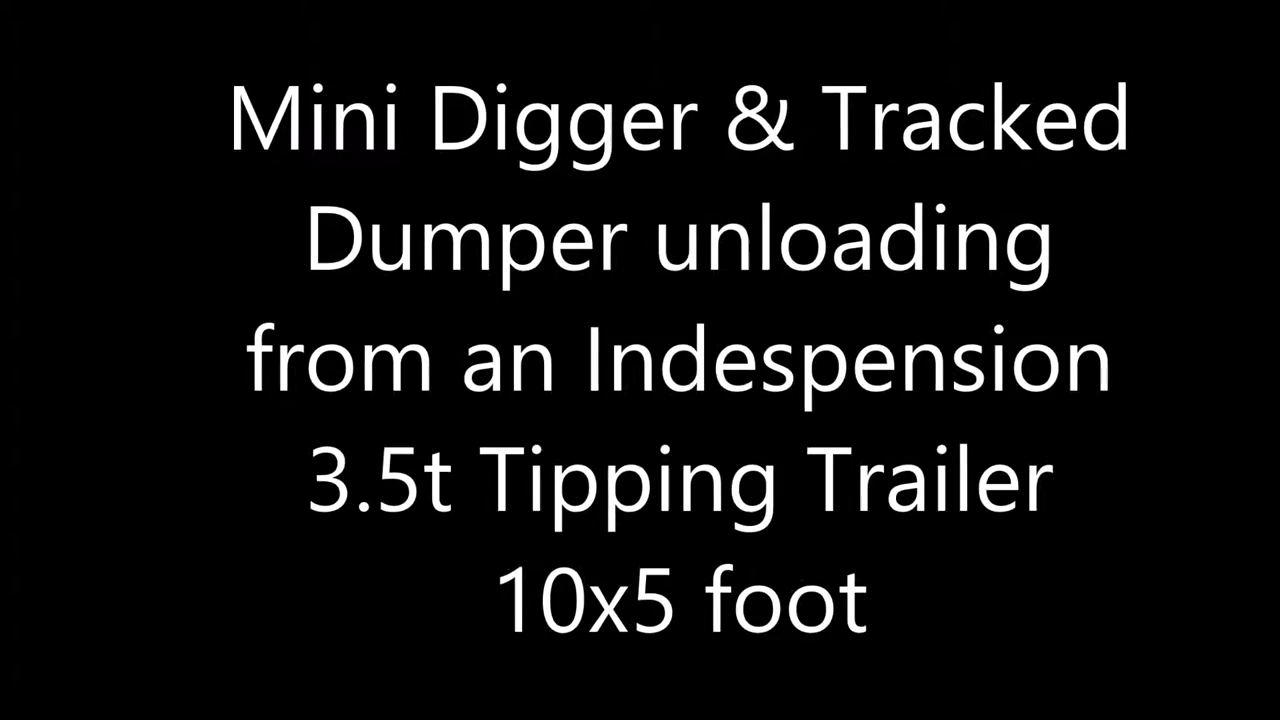 Mini Digger & Tracked
Dumper unloading
from an Indespension
3.5t Tipping Trailer
10x5 foot